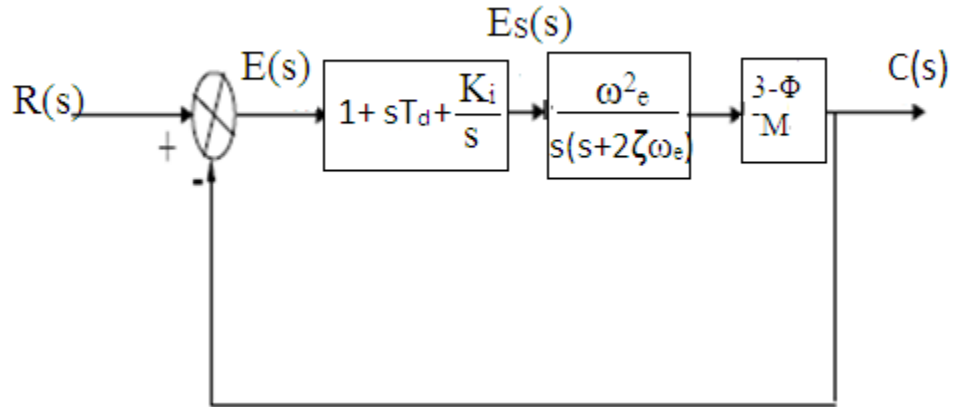 R(s)
+
-
E(s)
1+ sTd+ Ki/s
Es(s)
ω²e
s(s+2ζωe)
3-Φ
M
C(s)